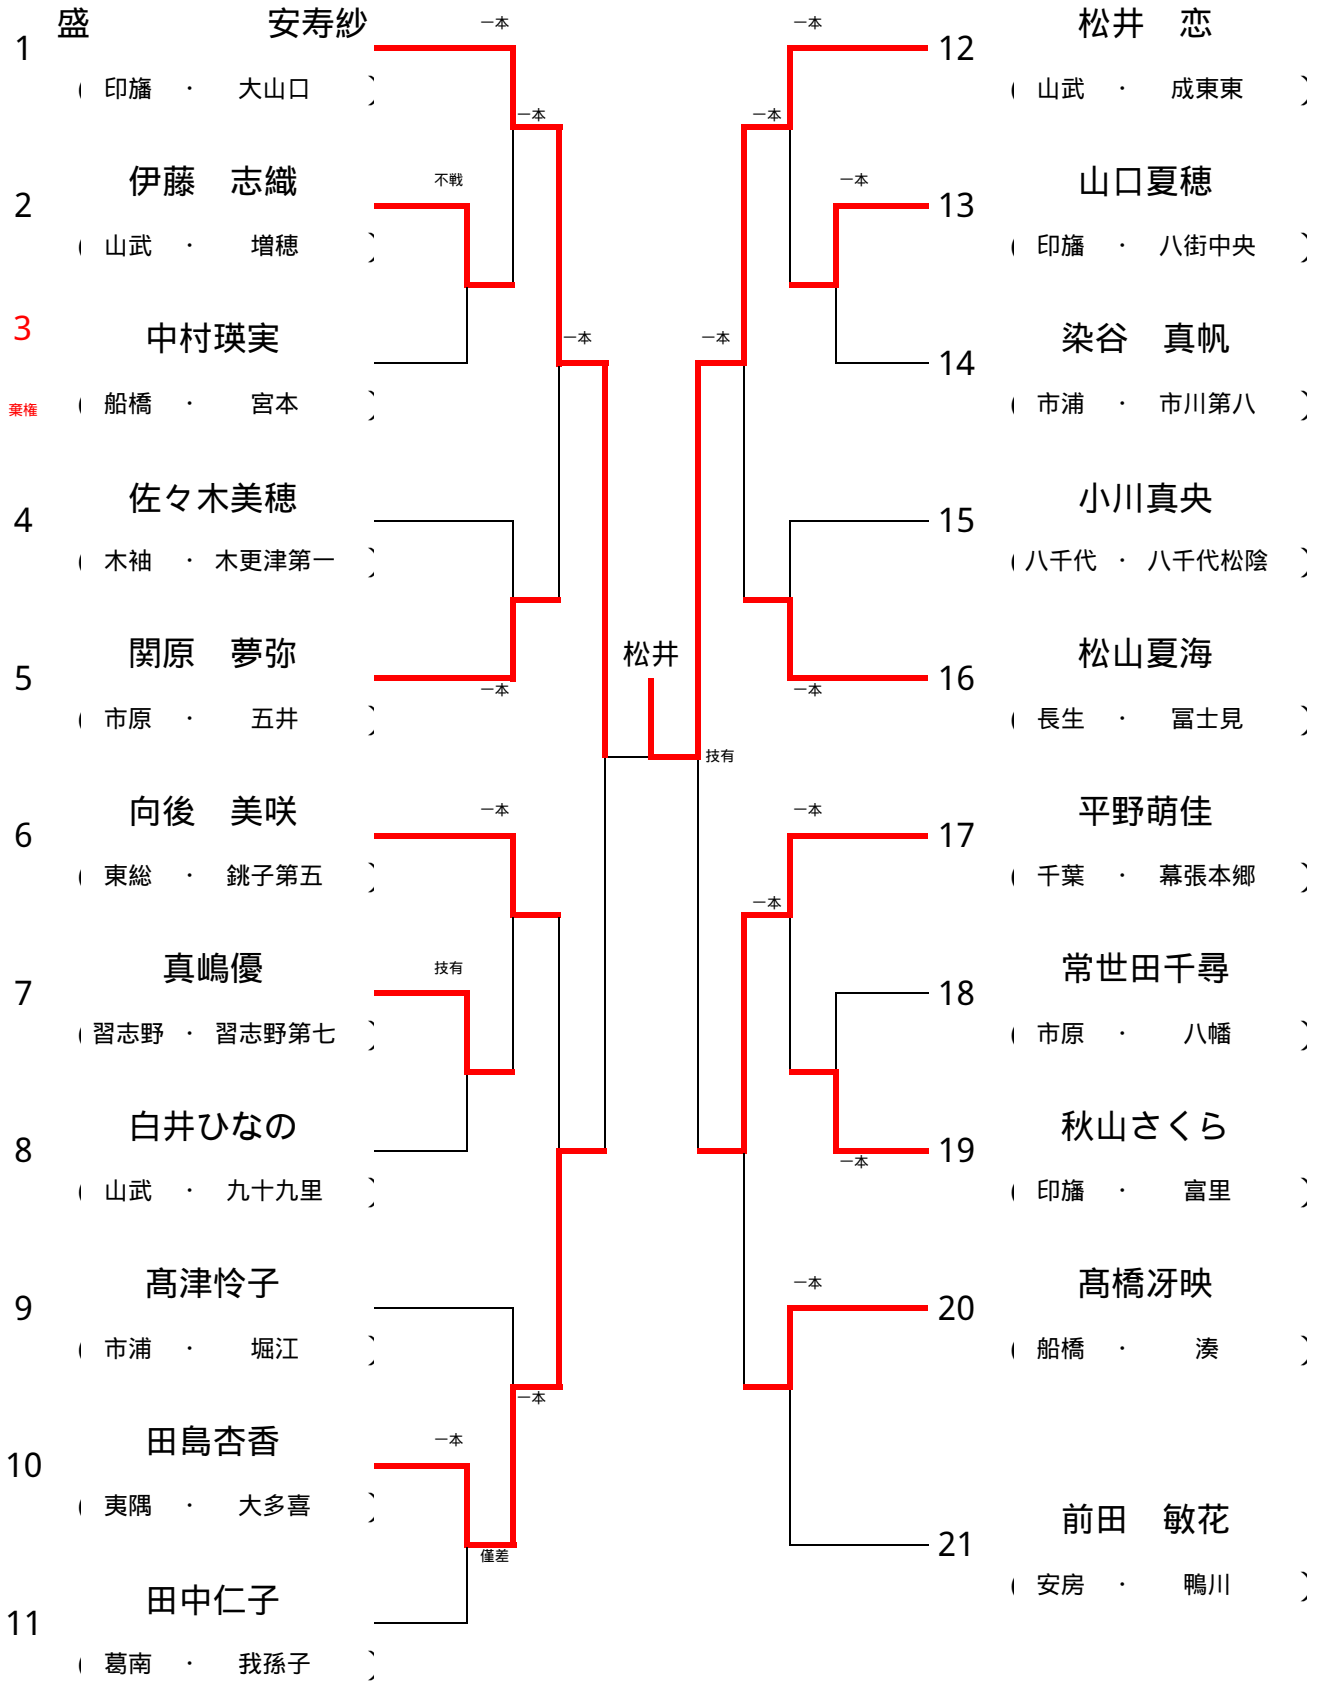 盛 安寿紗
1
( 印旛 ・ 大山口 )
伊藤 志織
2
( 山武 ・ 増穂 )
中村瑛実
3
棄権
( 船橋 ・ 宮本 )
佐々木美穂
4
( 木袖 ・ 木更津第一 )
関原 夢弥
5
( 市原 ・ 五井 )
向後 美咲
6
( 東総 ・ 銚子第五 )
真嶋優
7
( 習志野 ・ 習志野第七 )
白井ひなの
8
( 山武 ・ 九十九里 )
髙津怜子
9
( 市浦 ・ 堀江 )
田島杏香
10
( 夷隅 ・ 大多喜 )
田中仁子
11
( 葛南 ・ 我孫子 )
一本
一本
不戦
一本
一本
一本
技有
一本
一本
僅差
松井
技有
一本
一本
一本
一本
一本
一本
一本
一本
一本
松井 恋
12
( 山武 ・ 成東東 )
山口夏穂
13
( 印旛 ・ 八街中央 )
染谷 真帆
14
( 市浦 ・ 市川第八 )
小川真央
15
( 八千代 ・ 八千代松陰 )
松山夏海
16
( 長生 ・ 冨士見 )
平野萌佳
17
( 千葉 ・ 幕張本郷 )
常世田千尋
18
( 市原 ・ 八幡 )
秋山さくら
19
( 印旛 ・ 富里 )
髙橋冴映
20
( 船橋 ・ 湊 )
前田 敏花
21
( 安房 ・ 鴨川 )